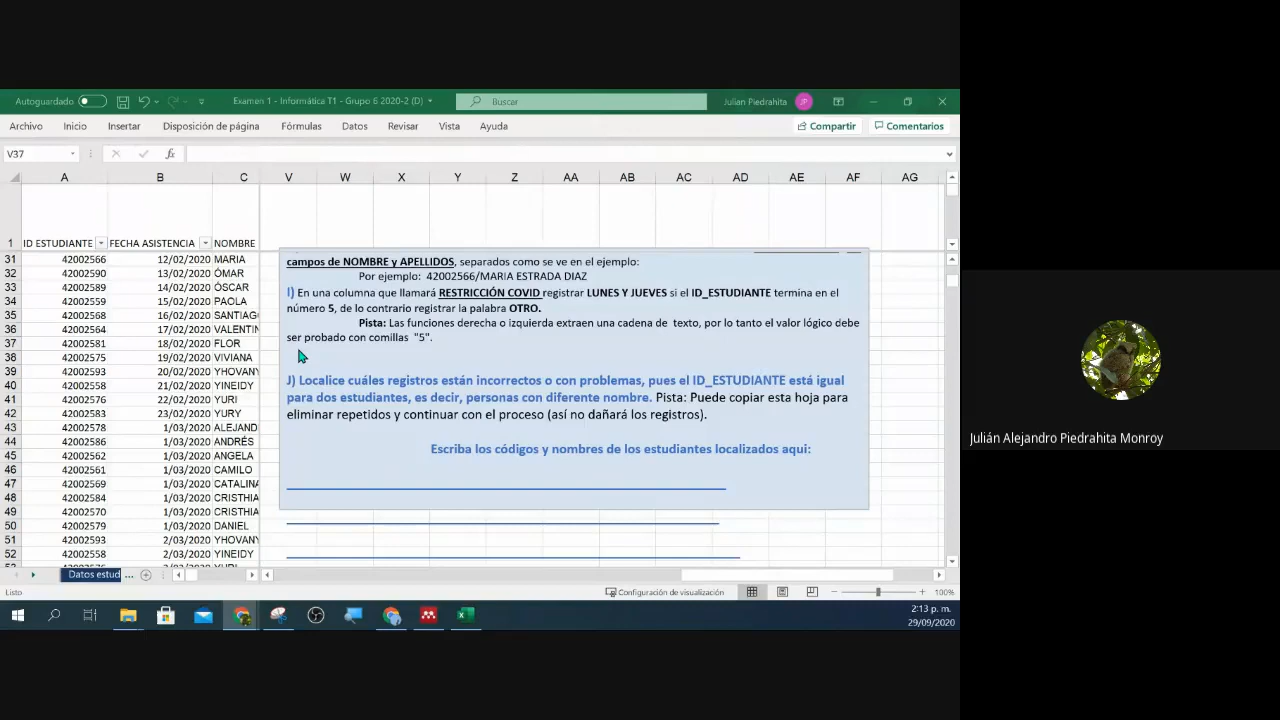 Autoguardado
Examen 1 - Informática T1 - Grupo 6 2020-2 (D)
Buscar
Julian Piedrahita
JP
Archivo Inicio Insertar Disposición de página Fórmulas Datos Revisar Vista Ayuda
Compartir
Comentarios
V37
fx
A B C V W X Y Z AA AB AC AD AE AF AG
1 ID ESTUDIANTE FECHA ASISTENCIA NOMBRE
31 42002566 12/02/2020 MARIA
32 42002593 13/02/2020 ÓMAR
33 42002589 14/02/2020 ÓSCAR
34 42002559 15/02/2020 PAOLA
35 42002568 16/02/2020 SANTIAG
36 42002564 17/02/2020 VALENTIN
37 42002581 18/02/2020 FLOR
38 42002575 19/02/2020 VIVIANA
39 42002593 20/02/2020 YHOVANY
40 42002558 21/02/2020 YINEIDY
41 42002576 22/02/2020 YURI
42 42002583 23/02/2020 YURY
43 42002578 1/03/2020 ALEJAND
44 42002586 1/03/2020 ANDRÉS
45 42002562 1/03/2020 ANGELA
46 42002561 1/03/2020 CAMILO
47 42002569 1/03/2020 CATALINA
48 42002584 1/03/2020 CRISTHIA
49 42002570 1/03/2020 CRISTHIA
50 42002579 1/03/2020 DANIEL
51 42002593 2/03/2020 YHOVANY
52 42002558 2/03/2020 YINEIDY
campos de NOMBRE y APELLIDOS, separados como se ve en el ejemplo:
Por ejemplo: 42002566/MARIA ESTRADA DIAZ
I) En una columna que llamará RESTRICCIÓN COVID registrar LUNES Y JUEVES si el ID_ESTUDIANTE termina en el
número 5, de lo contrario registrar la palabra OTRO.
Pista: Las funciones derecha o izquierda extraen una cadena de texto, por lo tanto el valor lógico debe
ser probado con comillas "5".
J) Localice cuáles registros están incorrectos o con problemas, pues el ID_ESTUDIANTE está igual
para dos estudiantes, es decir, personas con diferente nombre. Pista: Puede copiar esta hoja para
eliminar repetidos y continuar con el proceso (así no dañará los registros).
Escriba los códigos y nombres de los estudiantes localizados aqui:
Datos estud ...
Listo
Configuración de visualización
100%
2:13 p. m.
29/09/2020
Julián Alejandro Piedrahita Monroy